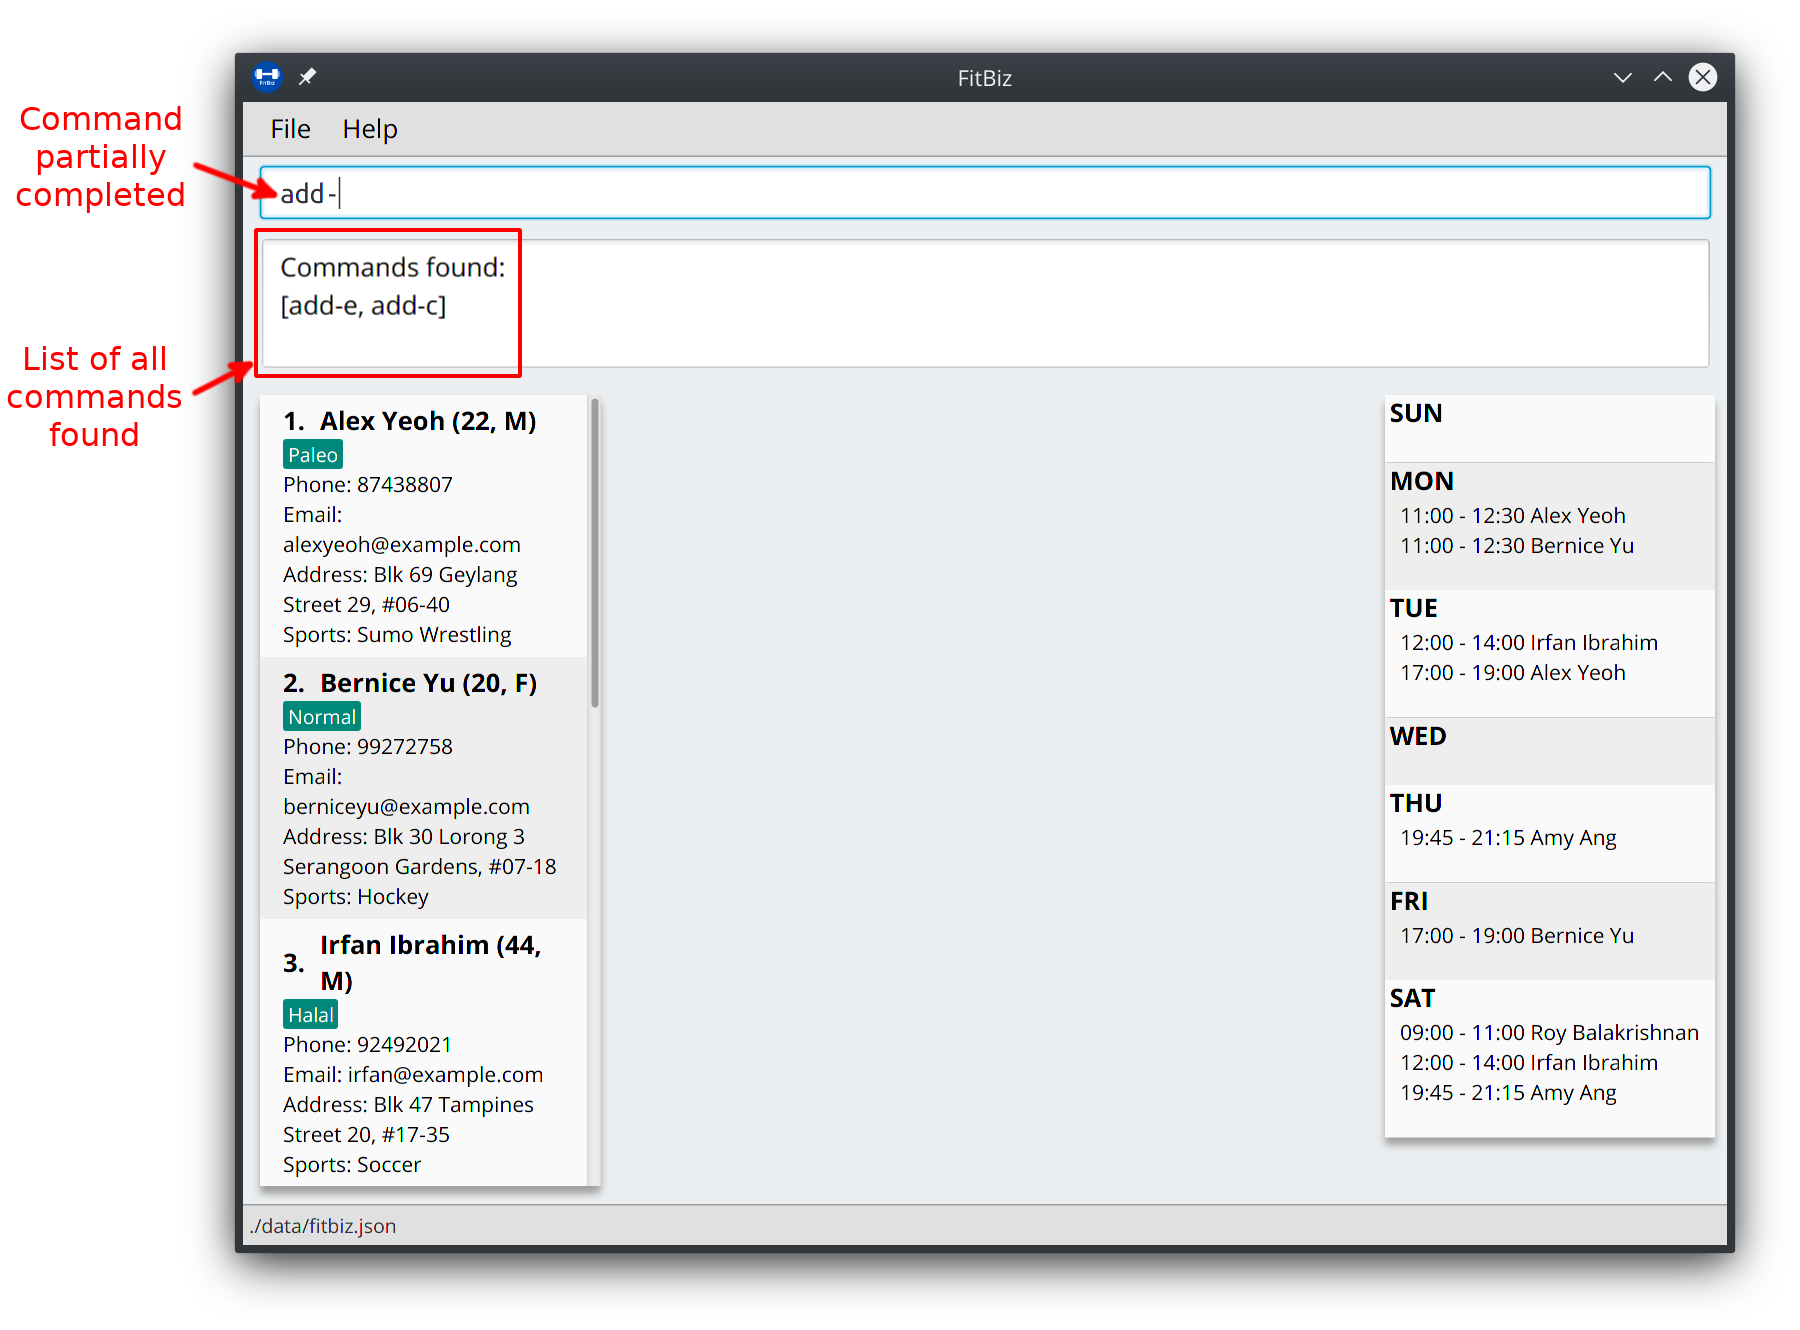 FitBiz
FitBiz
File Help
Command
partially
completed
add-
Commands found:
[add-e, add-c]
List of all
commands
found
1. Alex Yeoh (22, M)
Paleo
Phone: 87438807
Email:
alexyeoh@example.com
Address: Blk 69 Geylang
Street 29, #06-40
Sports: Sumo Wrestling
2. Bernice Yu (20, F)
Normal
Phone: 99272758
Email:
berniceyu@example.com
Address: Blk 30 Lorong 3
Serangoon Gardens, #07-18
Sports: Hockey
3. Irfan Ibrahim (44,
M)
Halal
Phone: 92492021
Email: irfan@example.com
Address: Blk 47 Tampines
Street 20, #17-35
Sports: Soccer
SUN
MON
11:00 - 12:30 Alex Yeoh
11:00 - 12:30 Bernice Yu
TUE
12:00 - 14:00 Irfan Ibrahim
17:00 - 19:00 Alex Yeoh
WED
THU
19:45 - 21:15 Amy Ang
FRI
17:00 - 19:00 Bernice Yu
SAT
09:00 - 11:00 Roy Balakrishnan
12:00 - 14:00 Irfan Ibrahim
19:45 - 21:15 Amy Ang
./data/fitbiz.json